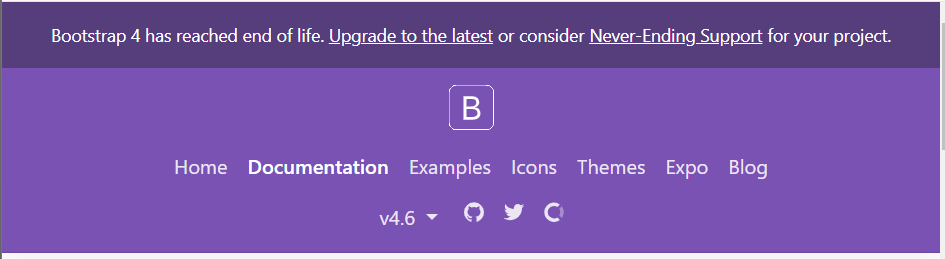 Bootstrap 4 has reached end of life. Upgrade to the latest or consider Never-Ending Support for your project.
B
Home Documentation Examples Icons Themes Expo Blog
v4.6